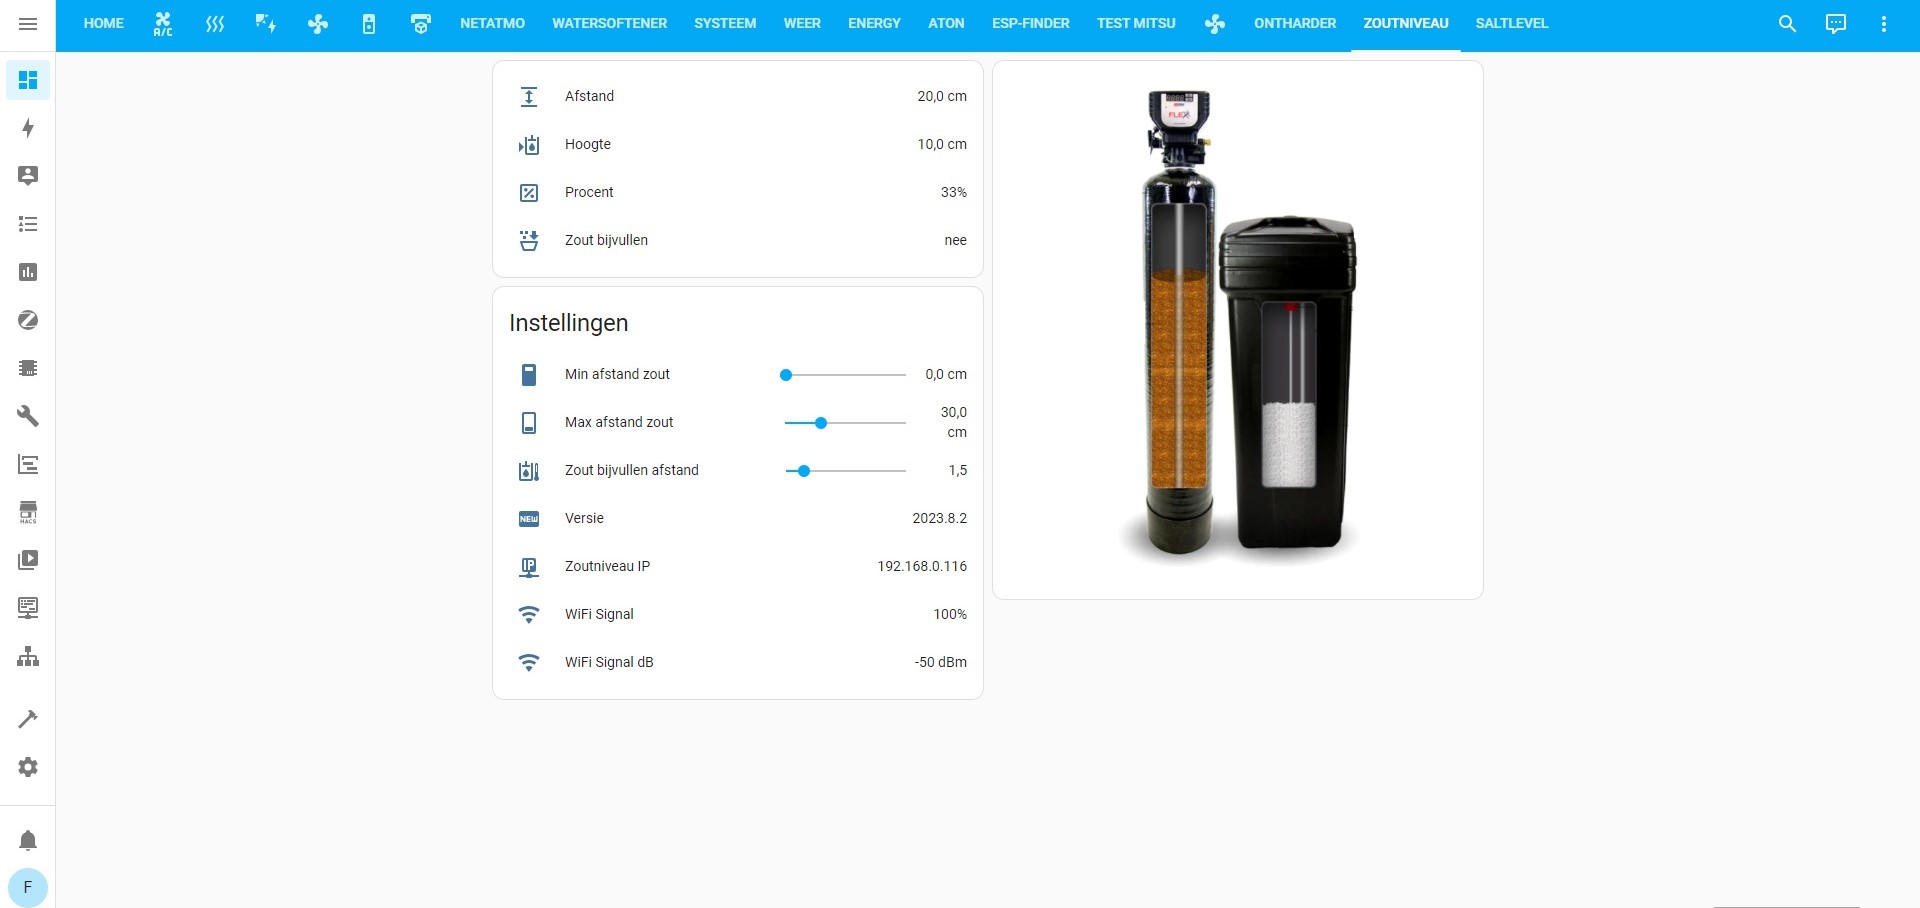 HOME A/C NETATMO WATERSOFTENER SYSTEEM WEER ENERGY ATON ESP-FINDER TEST MITSU ONTHARDER ZOUTNIVEAU SALTLEVEL
Afstand 20,0 cm
Hoogte 10,0 cm
Procent 33%
Zout bijvullen nee
Instellingen
Min afstand zout 0,0 cm
Max afstand zout 30,0
cm
Zout bijvullen afstand 1,5
NEW Versie 2023.8.2
IP Zoutniveau IP 192.168.0.116
WiFi Signal 100%
WiFi Signal dB -50 dBm
HACS
F
FLEX